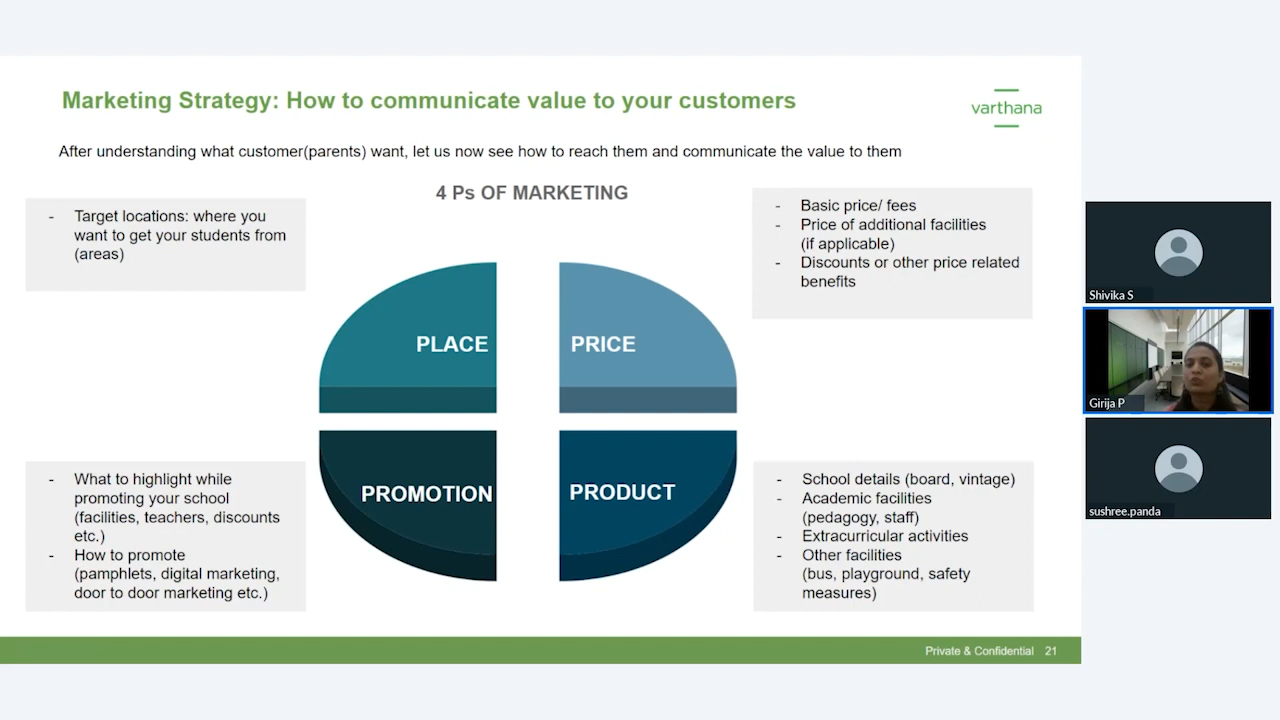 Marketing Strategy: How to communicate value to your customers
varthana
After understanding what customer(parents) want, let us now see how to reach them and communicate the value to them
4 Ps OF MARKETING
- Target locations: where you
want to get your students from
(areas)
- Basic price/ fees
- Price of additional facilities
(if applicable)
- Discounts or other price related
benefits
PLACE
PRICE
PROMOTION
PRODUCT
- What to highlight while
promoting your school
(facilities, teachers, discounts
etc.)
- How to promote
(pamphlets, digital marketing,
door to door marketing etc.)
- School details (board, vintage)
- Academic facilities
(pedagogy, staff)
- Extracurricular activities
- Other facilities
(bus, playground, safety
measures)
Private & Confidential 21
Shivika S
Girija P
sushree.panda